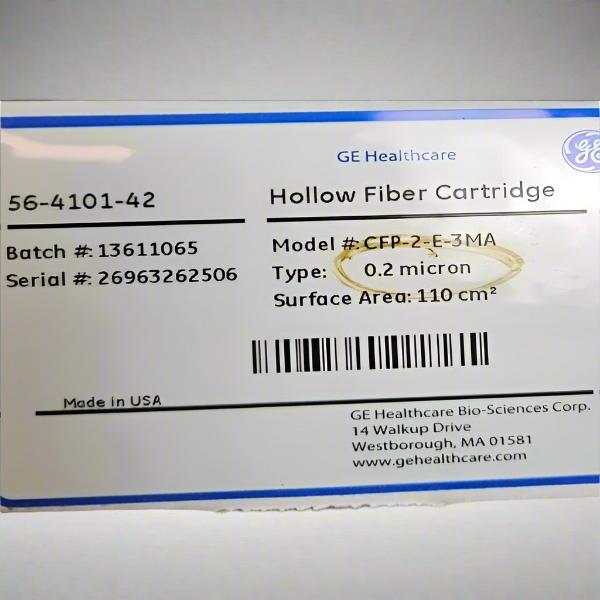 GE Healthcare
GE
56-4101-42
Hollow Fiber Cartridge
Batch #: 13611065
Serial #: 26963262506
Model #: CFP-2-E-3MA
Type: 0.2 micron
Surface Area: 110 cm²
Made in USA
GE Healthcare Bio-Sciences Corp.
14 Walkup Drive
Westborough, MA 01581
www.gehealthcare.com